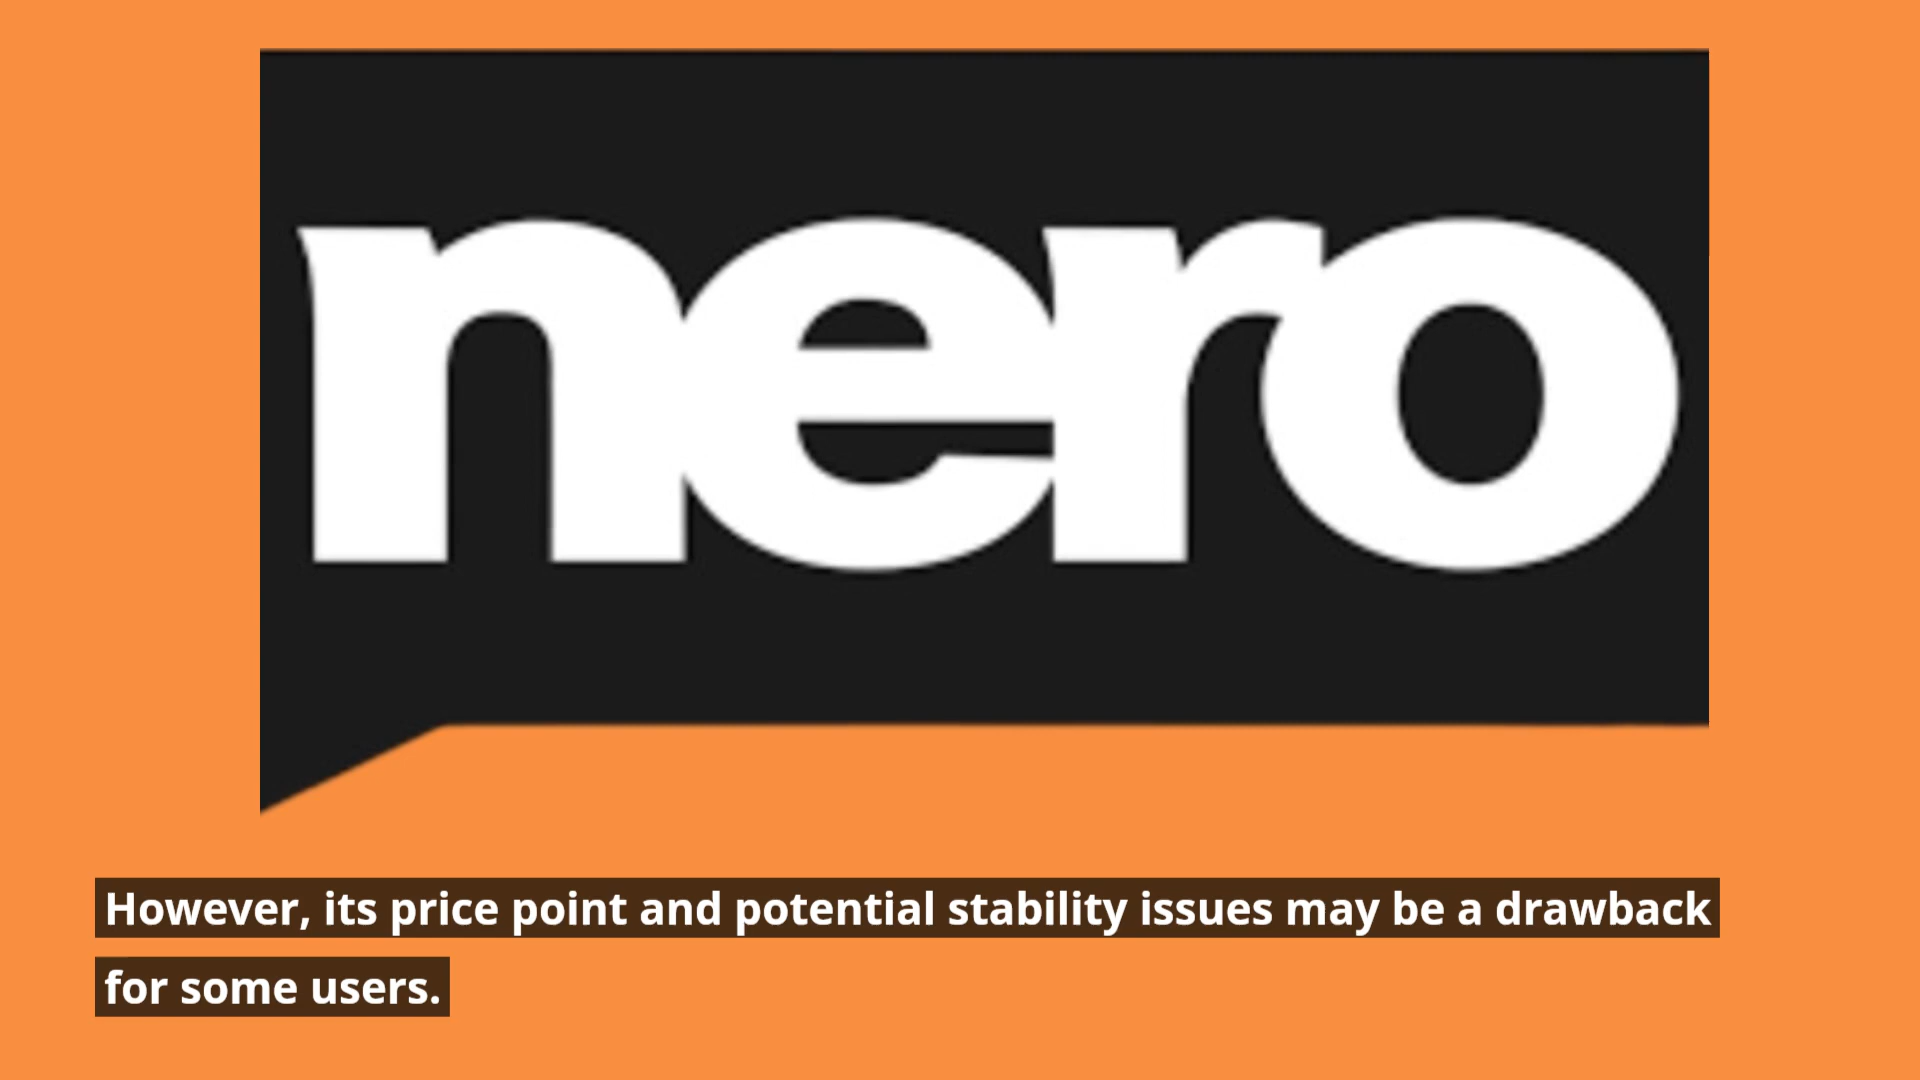 nero
However, its price point and potential stability issues may be a drawback
for some users.